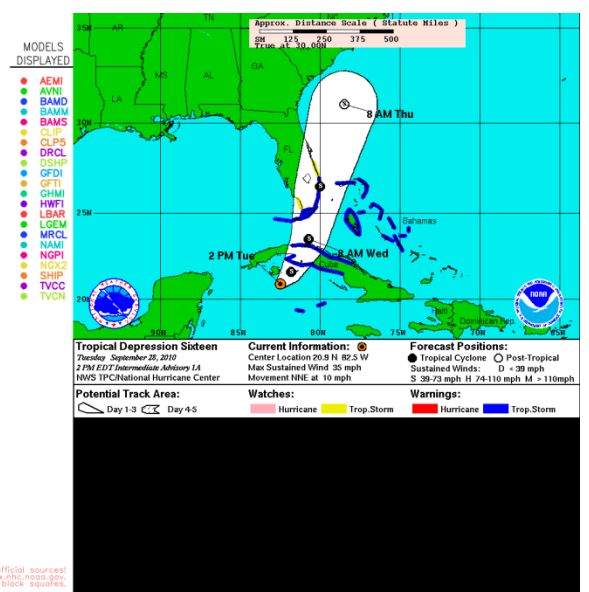 Approx. Distance Scale ( Statute Miles )
SM 125 250 375 500
True at 30.00N
35N
AR
TN
NC
MODELS
DISPLAYED
MS
AL
GA
LA
AEMI
AVNI
BAMD
BAMM
BAMS
CLIP
CLP5
DRCL
DSHP
GFDI
GFTI
GHMI
HWFI
LBAR
LGEM
MRCL
NAMI
NGPI
NGX2
SHIP
TVCC
TVCN
30N
8 AM Thu
FL
25N
Bahamas
2 PM Tue
8 AM Wed
Cuba
20N
Haiti
Dominican Rep.
90W 85W 80W 75W 70W 65W
NOAA
Tropical Depression Sixteen
Tuesday September 28, 2010
2 PM EDT Intermediate Advisory 1A
NWS TPC/National Hurricane Center
Current Information:
Center Location 20.9 N 82.5 W
Max Sustained Wind 35 mph
Movement NNE at 10 mph
Forecast Positions:
Tropical Cyclone Post-Tropical
Sustained Winds: D < 39 mph
S 39-73 mph H 74-110 mph M > 110mph
Potential Track Area:
Day 1-3 Day 4-5
Watches:
Hurricane Trop.Storm
Warnings:
Hurricane Trop.Storm
official sources!
.nhc.noaa.gov.
black squares.